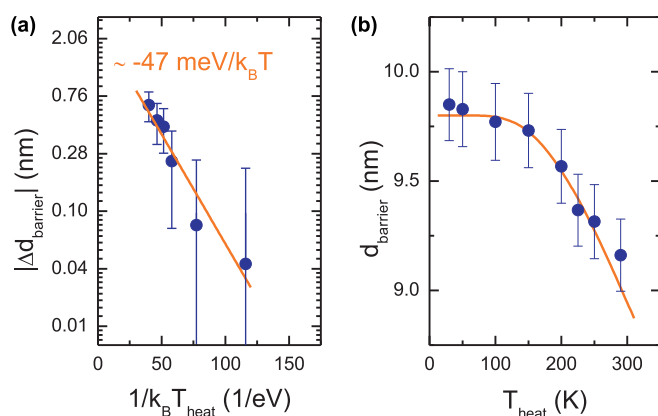 (a)
~ -47 meV/k_BT
2.06
0.76
0.28
0.10
0.04
0.01
|Δd_barrier| (nm)
0 50 100 150
1/k_BT_heat (1/eV)
(b)
10.0
9.5
9.0
d_barrier (nm)
0 100 200 300
T_heat (K)